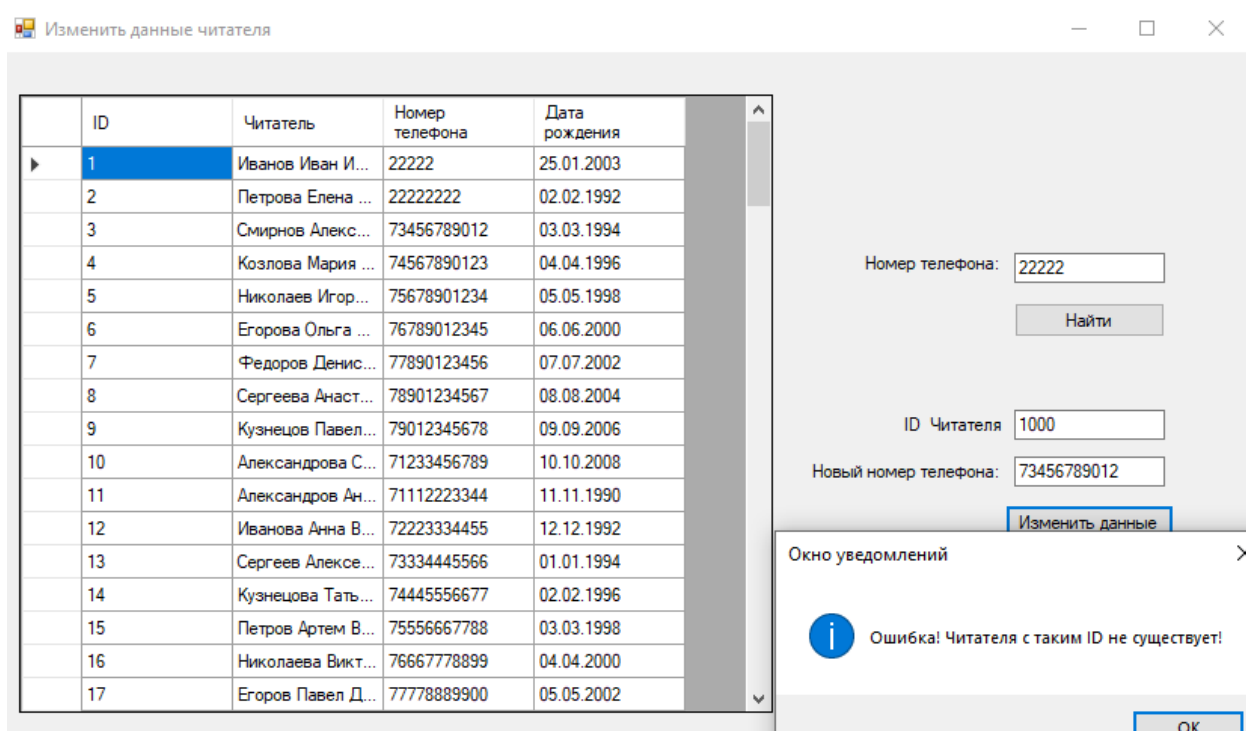 Изменить данные читателя
ID Читатель Номер телефона Дата рождения
1 Иванов Иван И... 22222 25.01.2003
2 Петрова Елена ... 22222222 02.02.1992
3 Смирнов Алекс... 73456789012 03.03.1994
4 Козлова Мария ... 74567890123 04.04.1996
5 Николаев Игор... 75678901234 05.05.1998
6 Егорова Ольга ... 76789012345 06.06.2000
7 Федоров Денис... 77890123456 07.07.2002
8 Сергеева Анаст... 78901234567 08.08.2004
9 Кузнецов Павел... 79012345678 09.09.2006
10 Александрова С... 71233456789 10.10.2008
11 Александров Ан... 71112223344 11.11.1990
12 Иванова Анна В... 72223334455 12.12.1992
13 Сергеев Алексе... 73334445566 01.01.1994
14 Кузнецова Тать... 74445556677 02.02.1996
15 Петров Артем В... 75556667788 03.03.1998
16 Николаева Викт... 76667778899 04.04.2000
17 Егоров Павел Д... 77778889900 05.05.2002
Номер телефона: 22222
Найти
ID Читателя 1000
Новый номер телефона: 73456789012
Изменить данные
Окно уведомлений
Ошибка! Читателя с таким ID не существует!
ОК